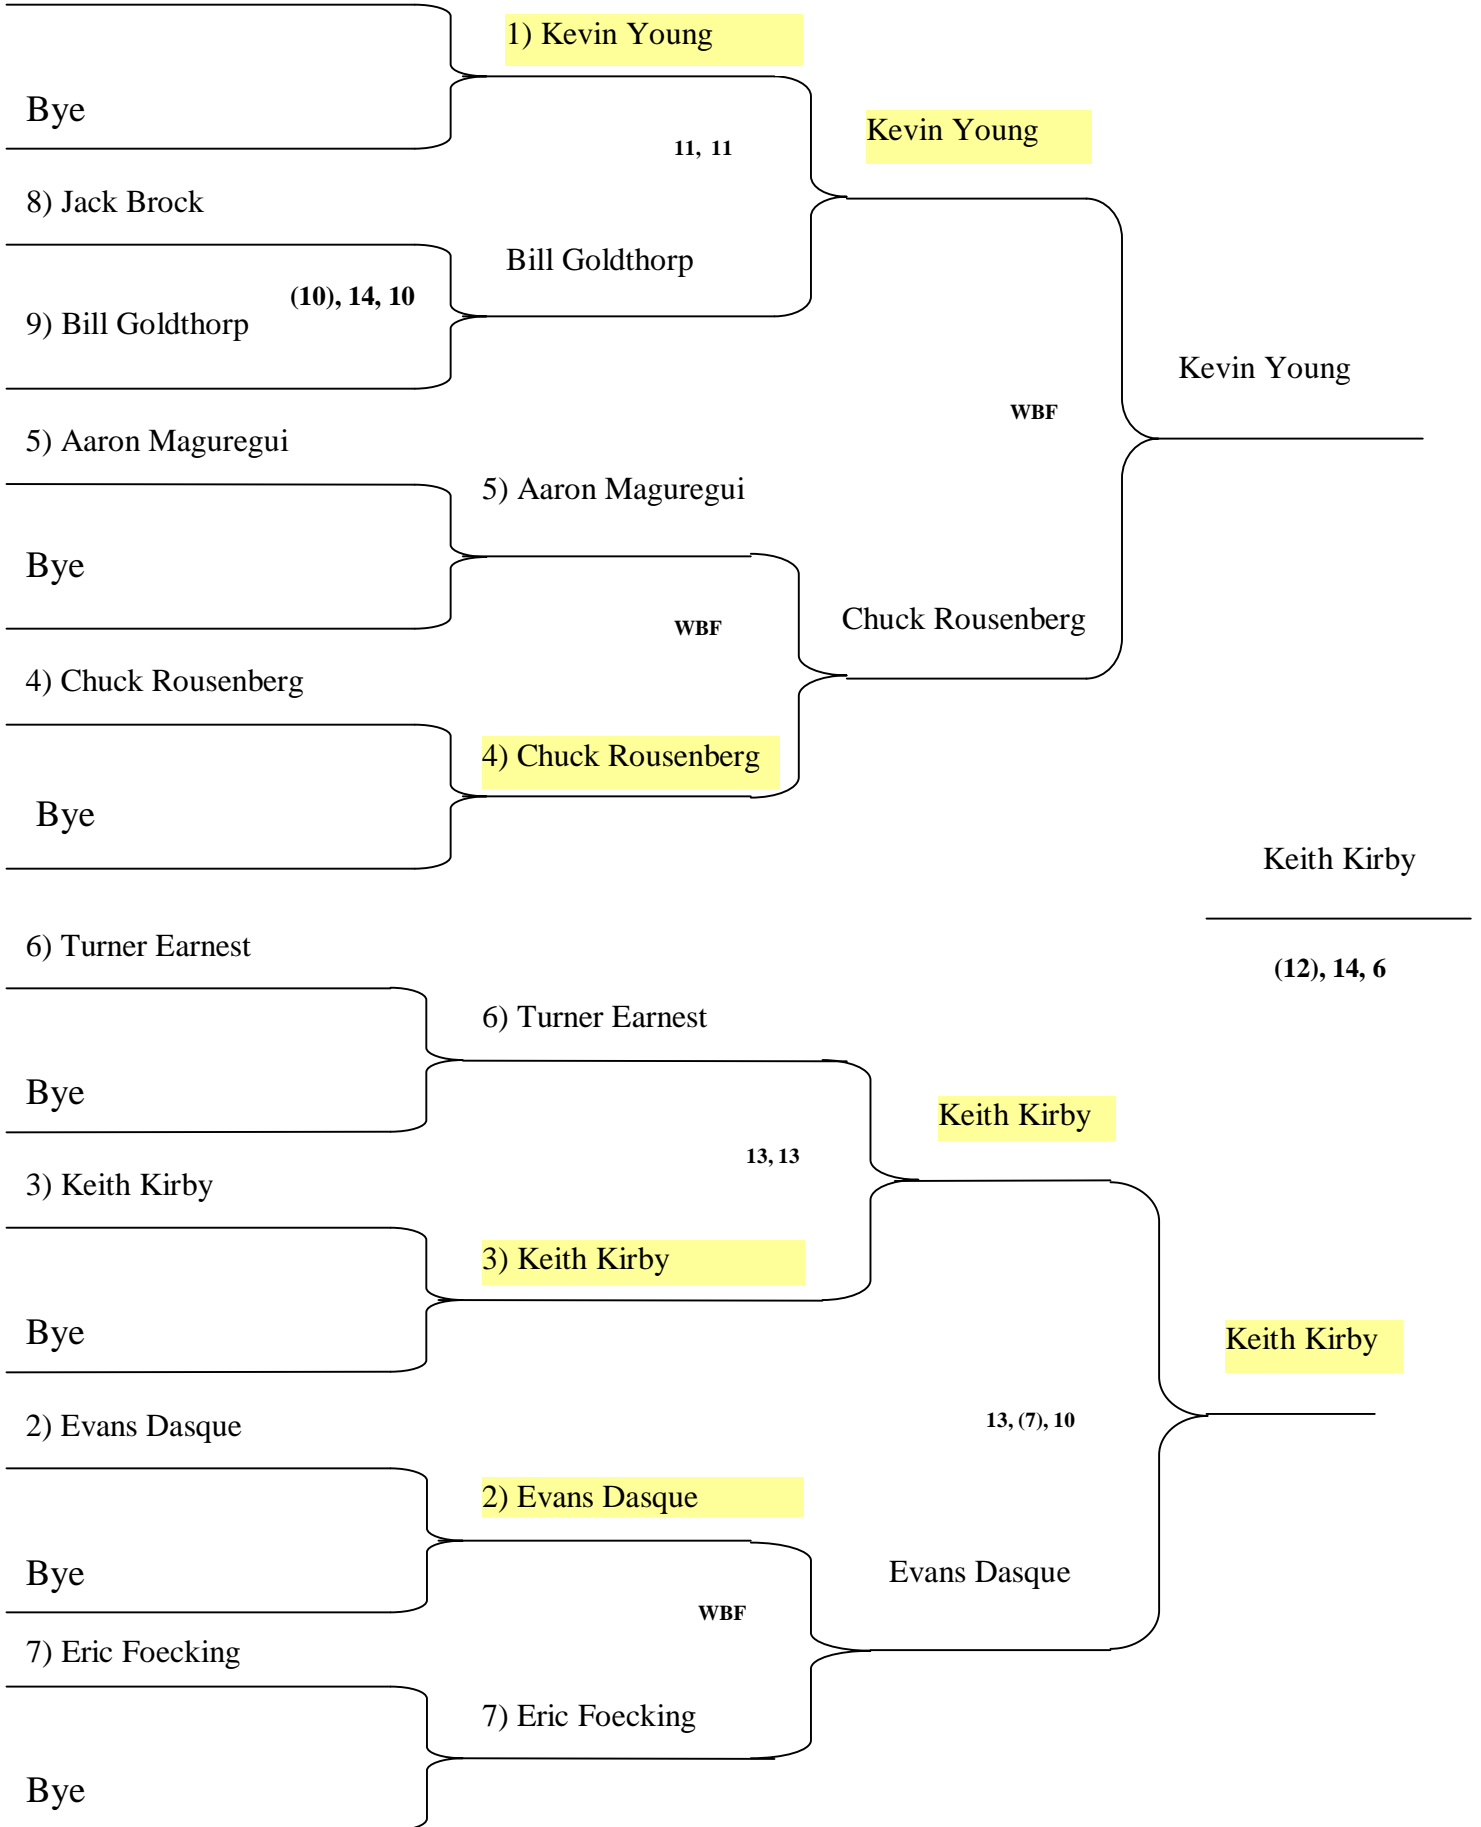 1) Kevin Young
Bye
11, 11
Kevin Young
8) Jack Brock
Bill Goldthorp
(10), 14, 10
9) Bill Goldthorp
Kevin Young
WBF
5) Aaron Maguregui
5) Aaron Maguregui
Bye
WBF
Chuck Rousenberg
4) Chuck Rousenberg
4) Chuck Rousenberg
Bye
Keith Kirby
(12), 14, 6
6) Turner Earnest
6) Turner Earnest
Bye
Keith Kirby
13, 13
3) Keith Kirby
3) Keith Kirby
Bye
Keith Kirby
2) Evans Dasque
13, (7), 10
2) Evans Dasque
Bye
Evans Dasque
WBF
7) Eric Foecking
7) Eric Foecking
Bye